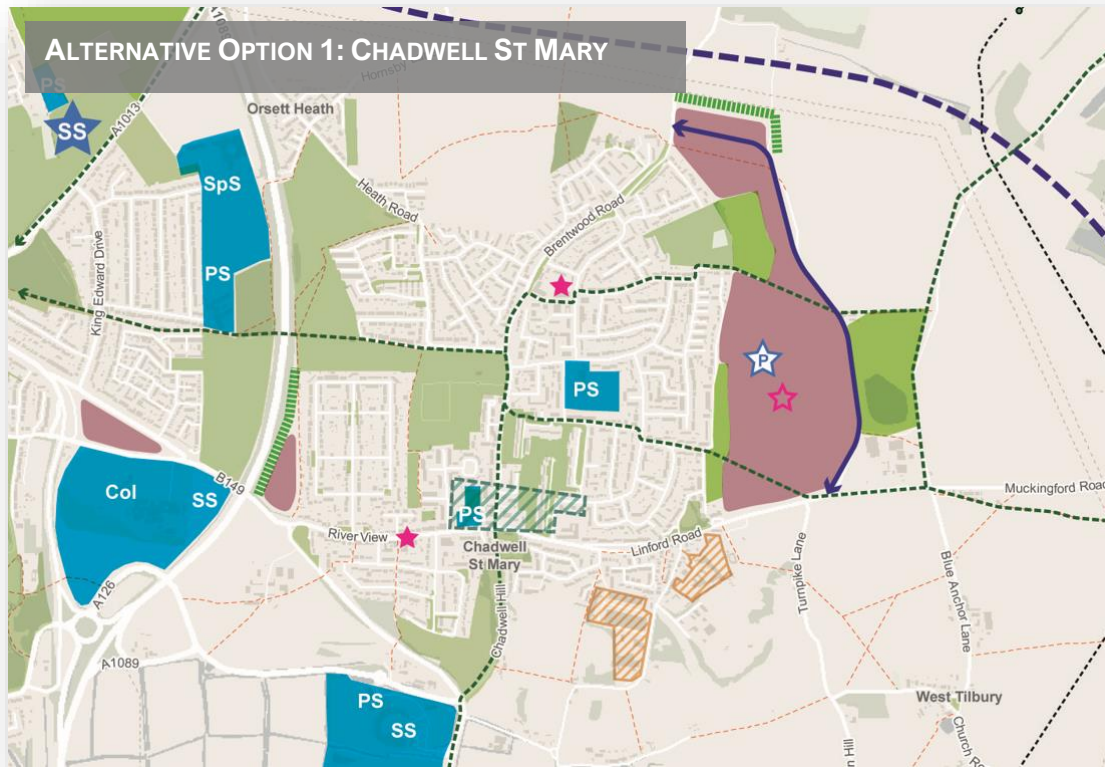 ALTERNATIVE OPTION 1: CHADWELL ST MARY
PS
SS
A1013
Hornsby
Orsett Heath
SpS
Heath Road
Brentwood Road
King Edward Drive
PS
P
PS
Col
SS
B149
PS
River View
Chadwell
St Mary
Linford Road
Muckingford Road
Turnpike Lane
Blue Anchor Lane
Chadwell Hill
A126
A1089
PS
SS
West Tilbury
Church